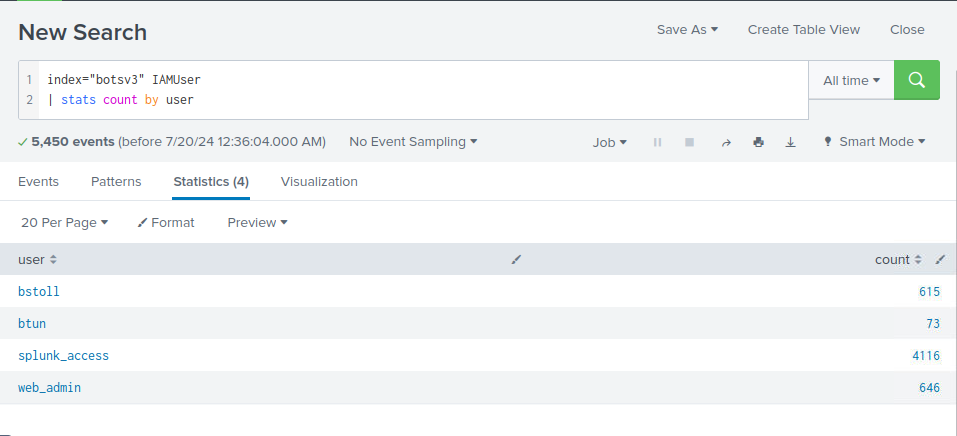 New Search
Save As Create Table View Close
1 index="botsv3" IAMUser
2 | stats count by user
All time
5,450 events (before 7/20/24 12:36:04.000 AM) No Event Sampling Job Smart Mode
Events Patterns Statistics (4) Visualization
20 Per Page Format Preview
user count
bstoll 615
btun 73
splunk_access 4116
web_admin 646